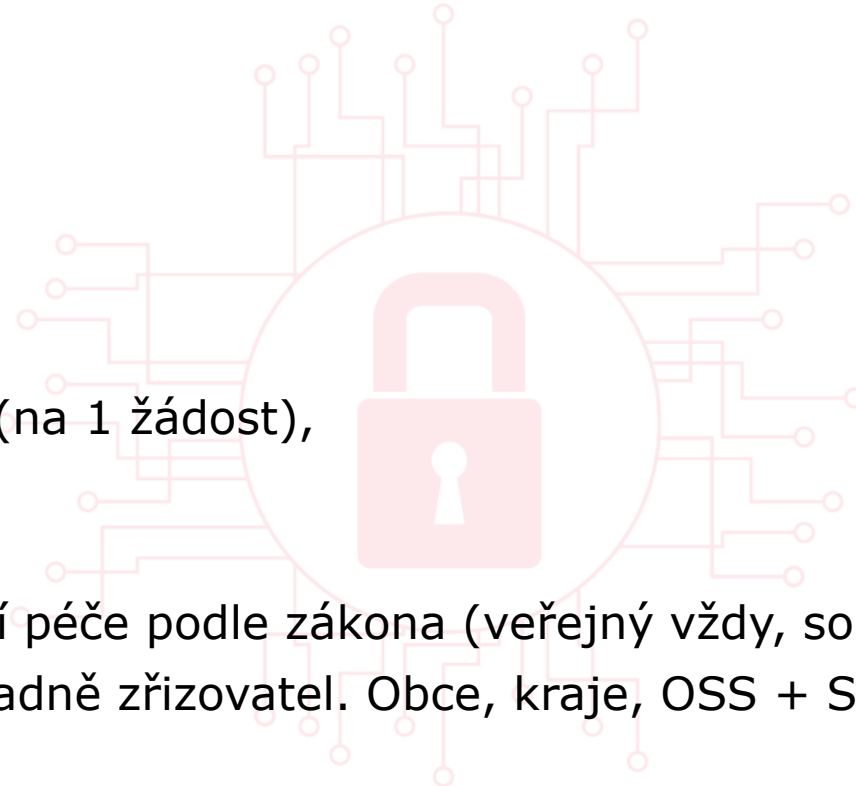 (na 1 žádost),
í péče podle zákona (veřejný vždy, so
adně zřizovatel. Obce, kraje, OSS + S